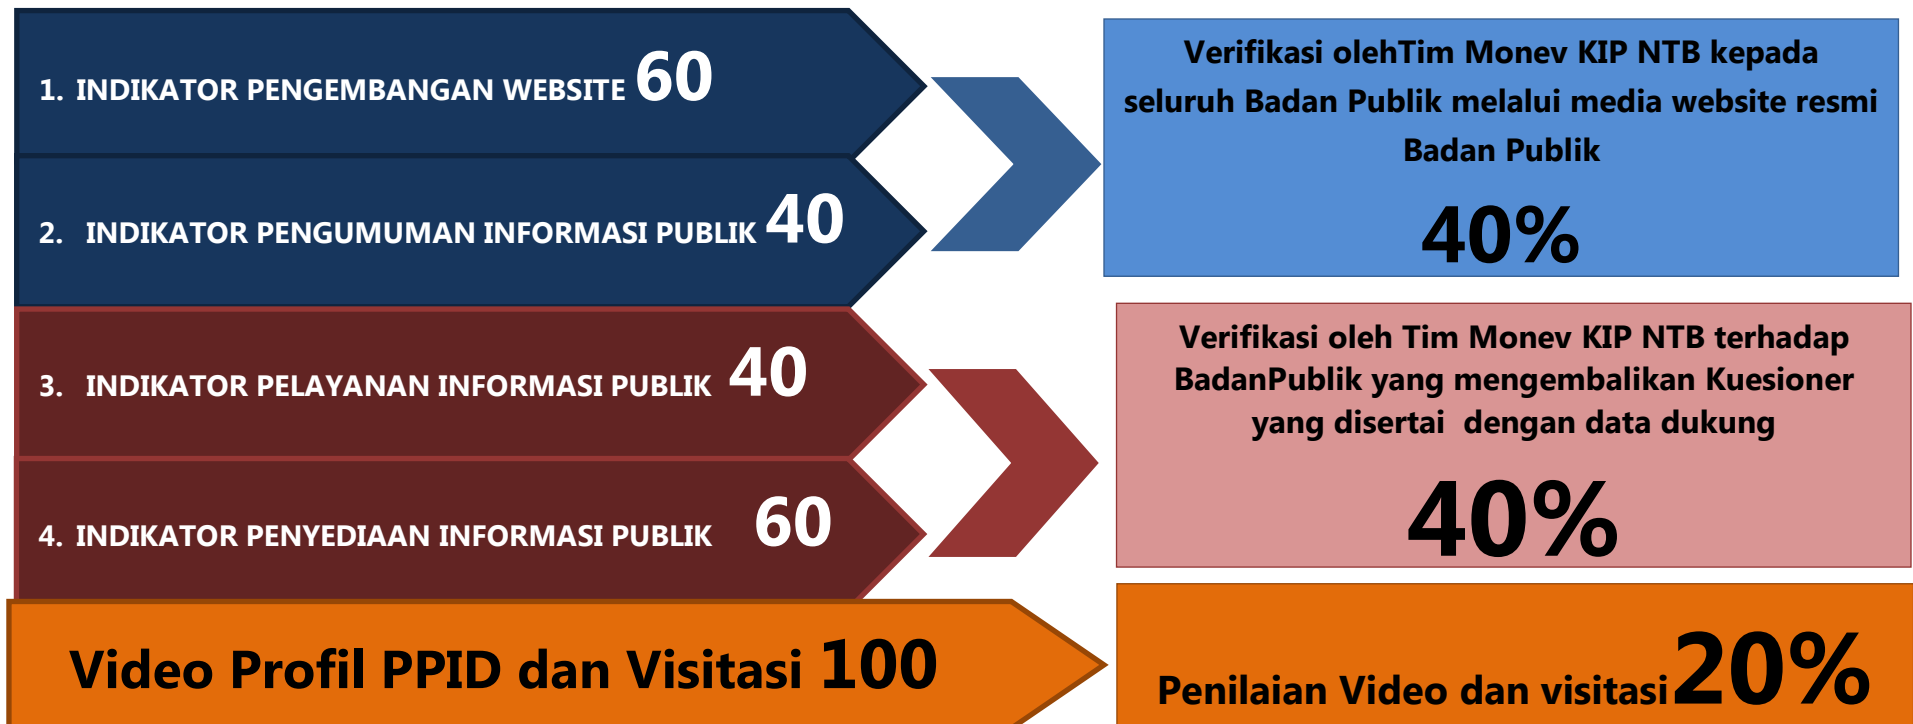 1. INDIKATOR PENGEMBANGAN WEBSITE 60
2. INDIKATOR PENGUMUMAN INFORMASI PUBLIK 40
Verifikasi olehTim Monev KIP NTB kepada
seluruh Badan Publik melalui media website resmi
Badan Publik
40%
3. INDIKATOR PELAYANAN INFORMASI PUBLIK 40
4. INDIKATOR PENYEDIAAN INFORMASI PUBLIK 60
Verifikasi oleh Tim Monev KIP NTB terhadap
BadanPublik yang mengembalikan Kuesioner
yang disertai dengan data dukung
40%
Video Profil PPID dan Visitasi 100
Penilaian Video dan visitasi 20%